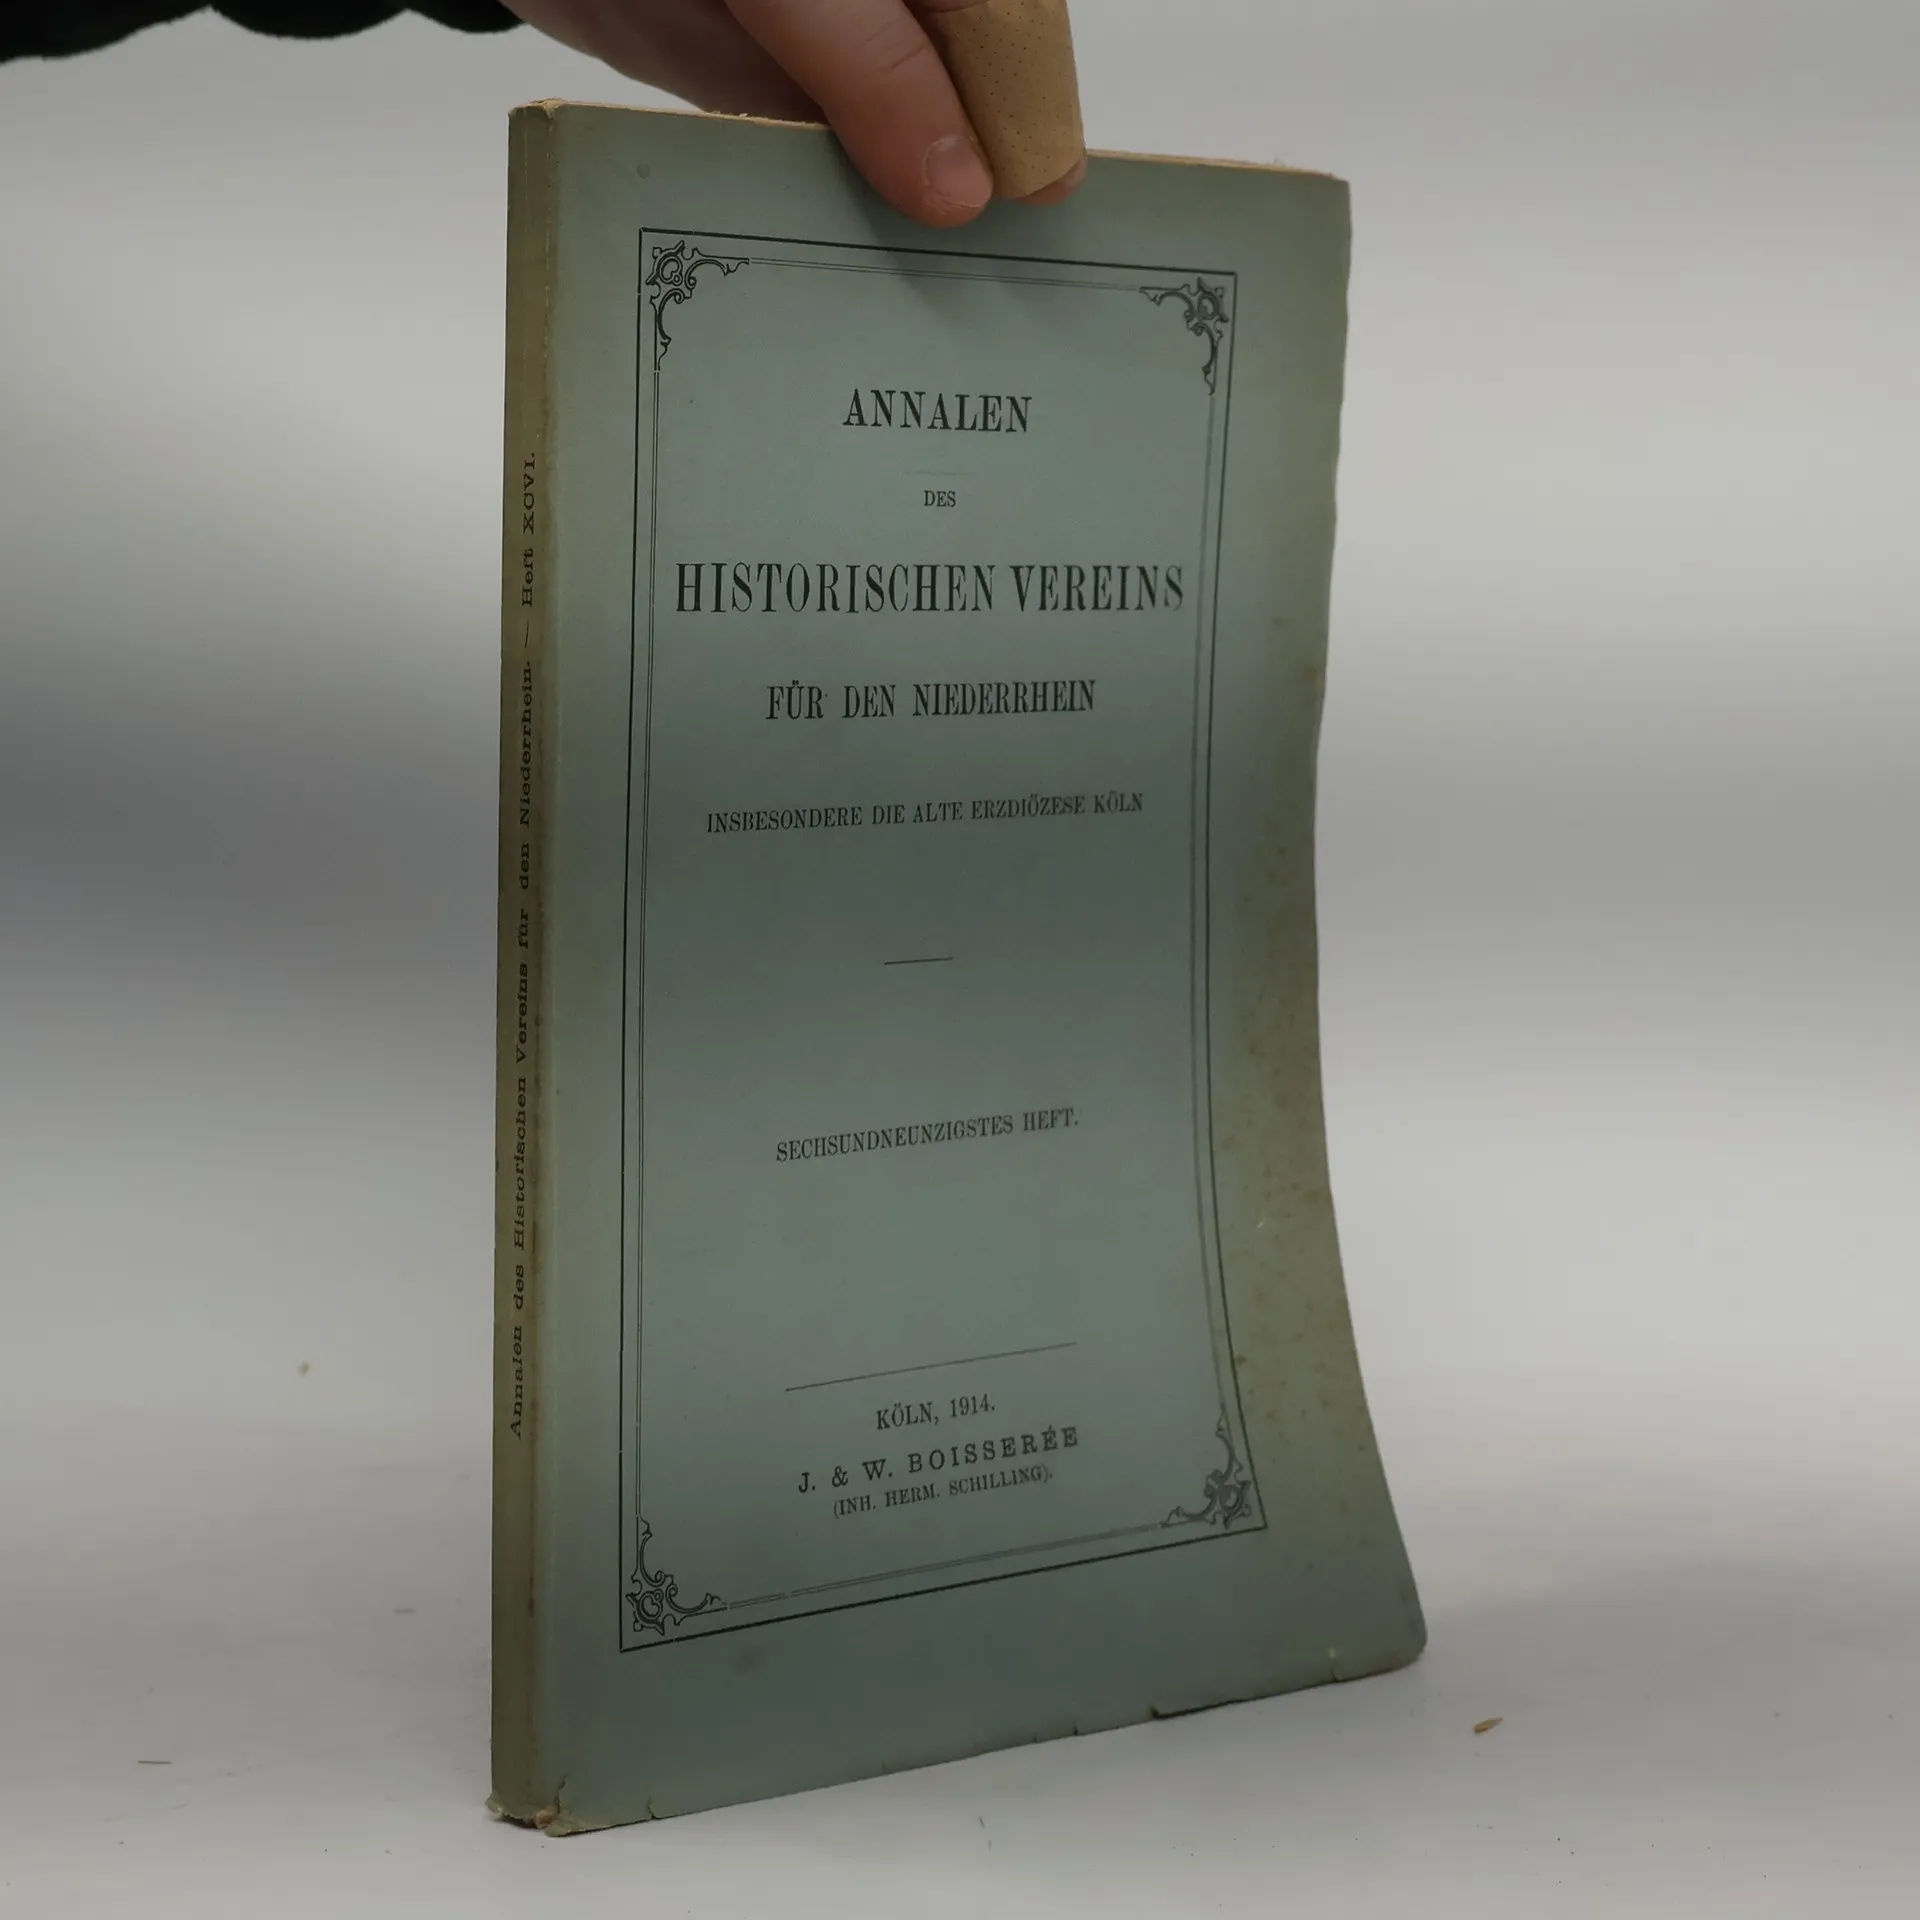 ANNALEN
DES
HISTORISCHEN VEREINS
FÜR DEN NIEDERRHEIN
INSBESONDERE DIE ALTE ERZDIÖZESE KÖLN
SECHSUNDNEUNZIGSTES HEFT.
KÖLN, 1914.
J. & W. BOISSERÉE
(INH. HERM. SCHILLING).
Annalen des Historischen Vereins für den Niederrhein. — Heft XCVI.